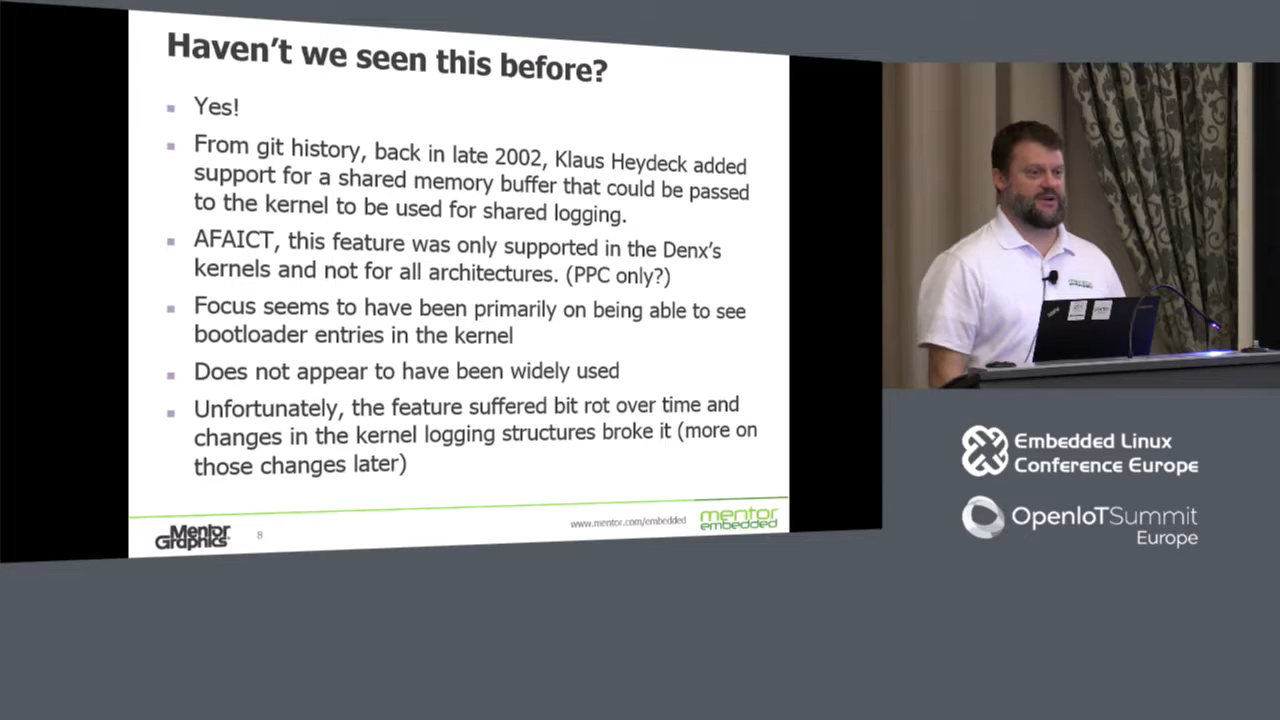 Haven't we seen this before?
Yes!
From git history, back in late 2002, Klaus Heydeck added
support for a shared memory buffer that could be passed
to the kernel to be used for shared logging.
AFAICT, this feature was only supported in the Denx's
kernels and not for all architectures. (PPC only?)
Focus seems to have been primarily on being able to see
bootloader entries in the kernel
Does not appear to have been widely used
Unfortunately, the feature suffered bit rot over time and
changes in the kernel logging structures broke it (more on
those changes later)
Mentor
Graphics
8
www.mentor.com/embedded
mentor
embedded
Embedded Linux
Conference Europe
OpenIoTSummit
Europe